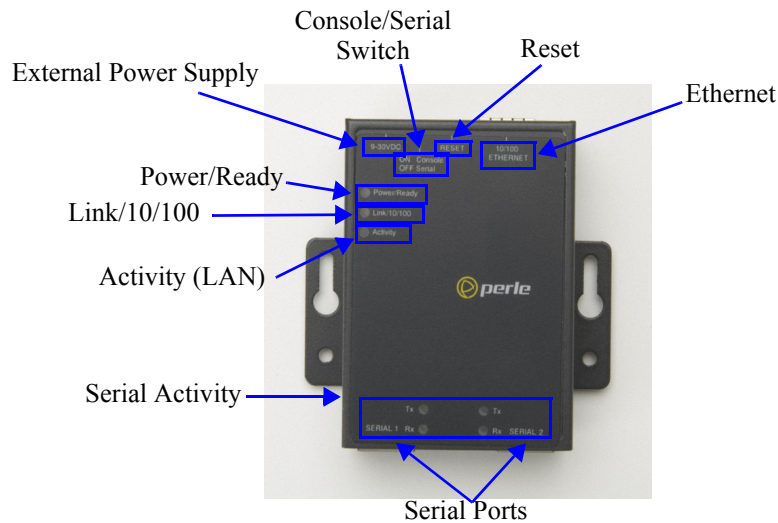 Console/Serial
Switch
Reset
External Power Supply
Ethernet
9-30VDC
RESET
10/100
ETHERNET
ON Console
OFF Serial
Power/Ready
Power/Ready
Link/10/100
Link/10/100
Activity
Activity (LAN)
perle
Serial Activity
Tx
Tx
SERIAL 1 Rx
Rx SERIAL 2
Serial Ports